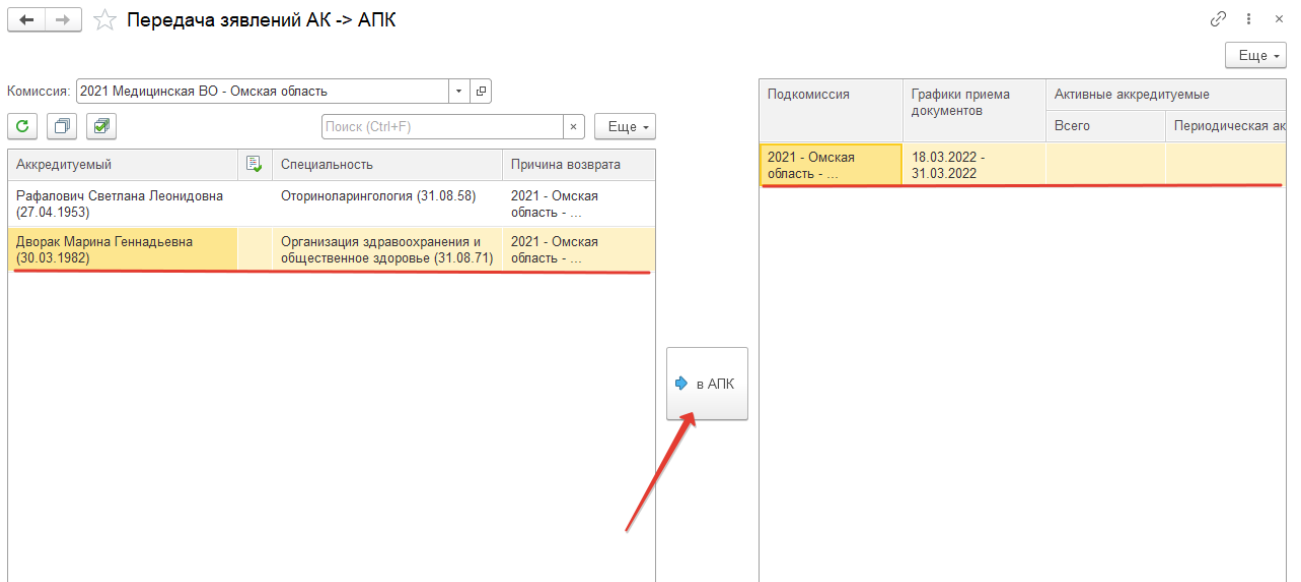 Передача зявлений АК -> АПК
Еще
Комиссия: 2021 Медицинская ВО - Омская область
Поиск (Ctrl+F)
Еще
Аккредитуемый
Специальность
Причина возврата
Рафалович Светлана Леонидовна
(27.04.1953)
Оториноларингология (31.08.58)
2021 - Омская
область - ...
Дворак Марина Геннадьевна
(30.03.1982)
Организация здравоохранения и
общественное здоровье (31.08.71)
2021 - Омская
область - ...
в АПК
Подкомиссия
Графики приема
документов
Активные аккредитуемые
Всего
Периодическая ак
2021 - Омская
область - ...
18.03.2022 -
31.03.2022